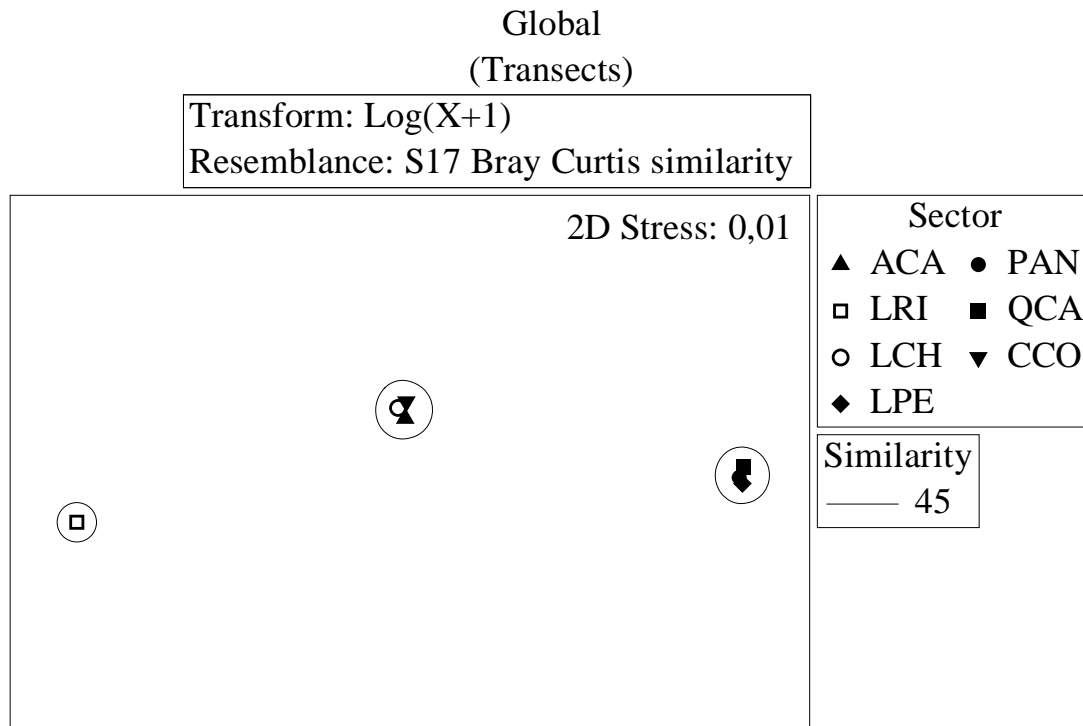 Global
(Transects)
Transform: Log(X+1)
Resemblance: S17 Bray Curtis similarity
2D Stress: 0,01
Sector
ACA PAN
LRI QCA
LCH CCO
LPE
Similarity
45